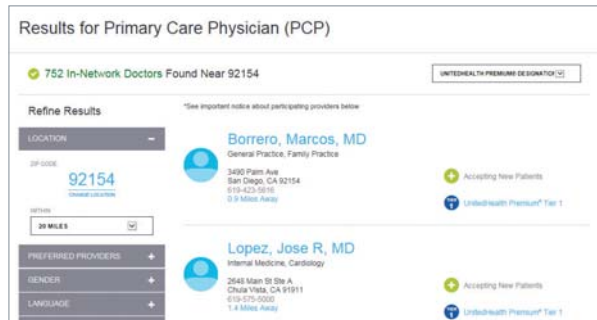 Results for Primary Care Physician (PCP)
752 In-Network Doctors Found Near 92154
UNITEDHEALTH PREMIUM® DESIGNATION
Refine Results
*See important notice about participating providers below
LOCATION
ZIP CODE
92154
CHANGE LOCATION
WITHIN
20 MILES
PREFERRED PROVIDERS
GENDER
LANGUAGE
Borrero, Marcos, MD
General Practice, Family Practice
3490 Palm Ave
San Diego, CA 92154
619-423-5616
0.9 Miles Away
Accepting New Patients
TIER 1
UnitedHealth Premium® Tier 1
Lopez, Jose R, MD
Internal Medicine, Cardiology
2648 Main St Ste A
Chula Vista, CA 91911
619-575-5000
1.4 Miles Away
Accepting New Patients
TIER 1
UnitedHealth Premium® Tier 1